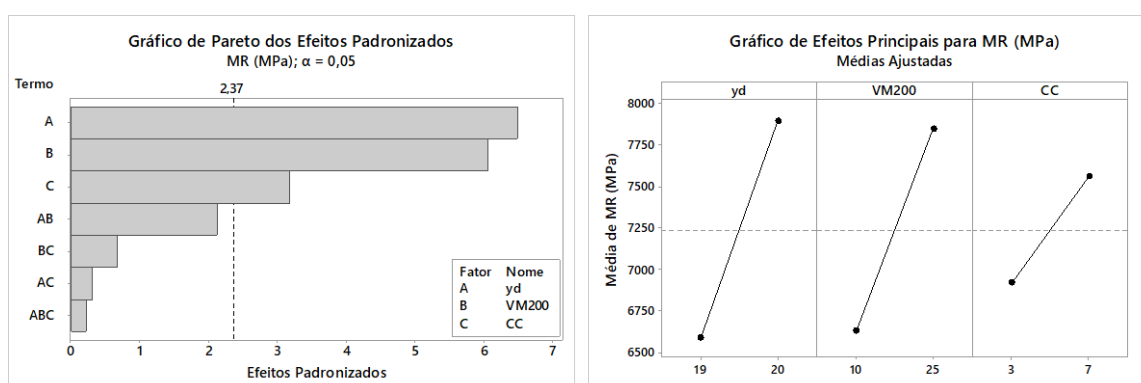 Gráfico de Pareto dos Efeitos Padronizados
MR (MPa); α = 0,05
Termo
2,37
A
B
C
AB
BC
AC
ABC
Fator Nome
A yd
B VM200
C CC
0 1 2 3 4 5 6 7
Efeitos Padronizados
Gráfico de Efeitos Principais para MR (MPa)
Médias Ajustadas
yd VM200 CC
Média de MR (MPa)
8000
7750
7500
7250
7000
6750
6500
19 20 10 25 3 7